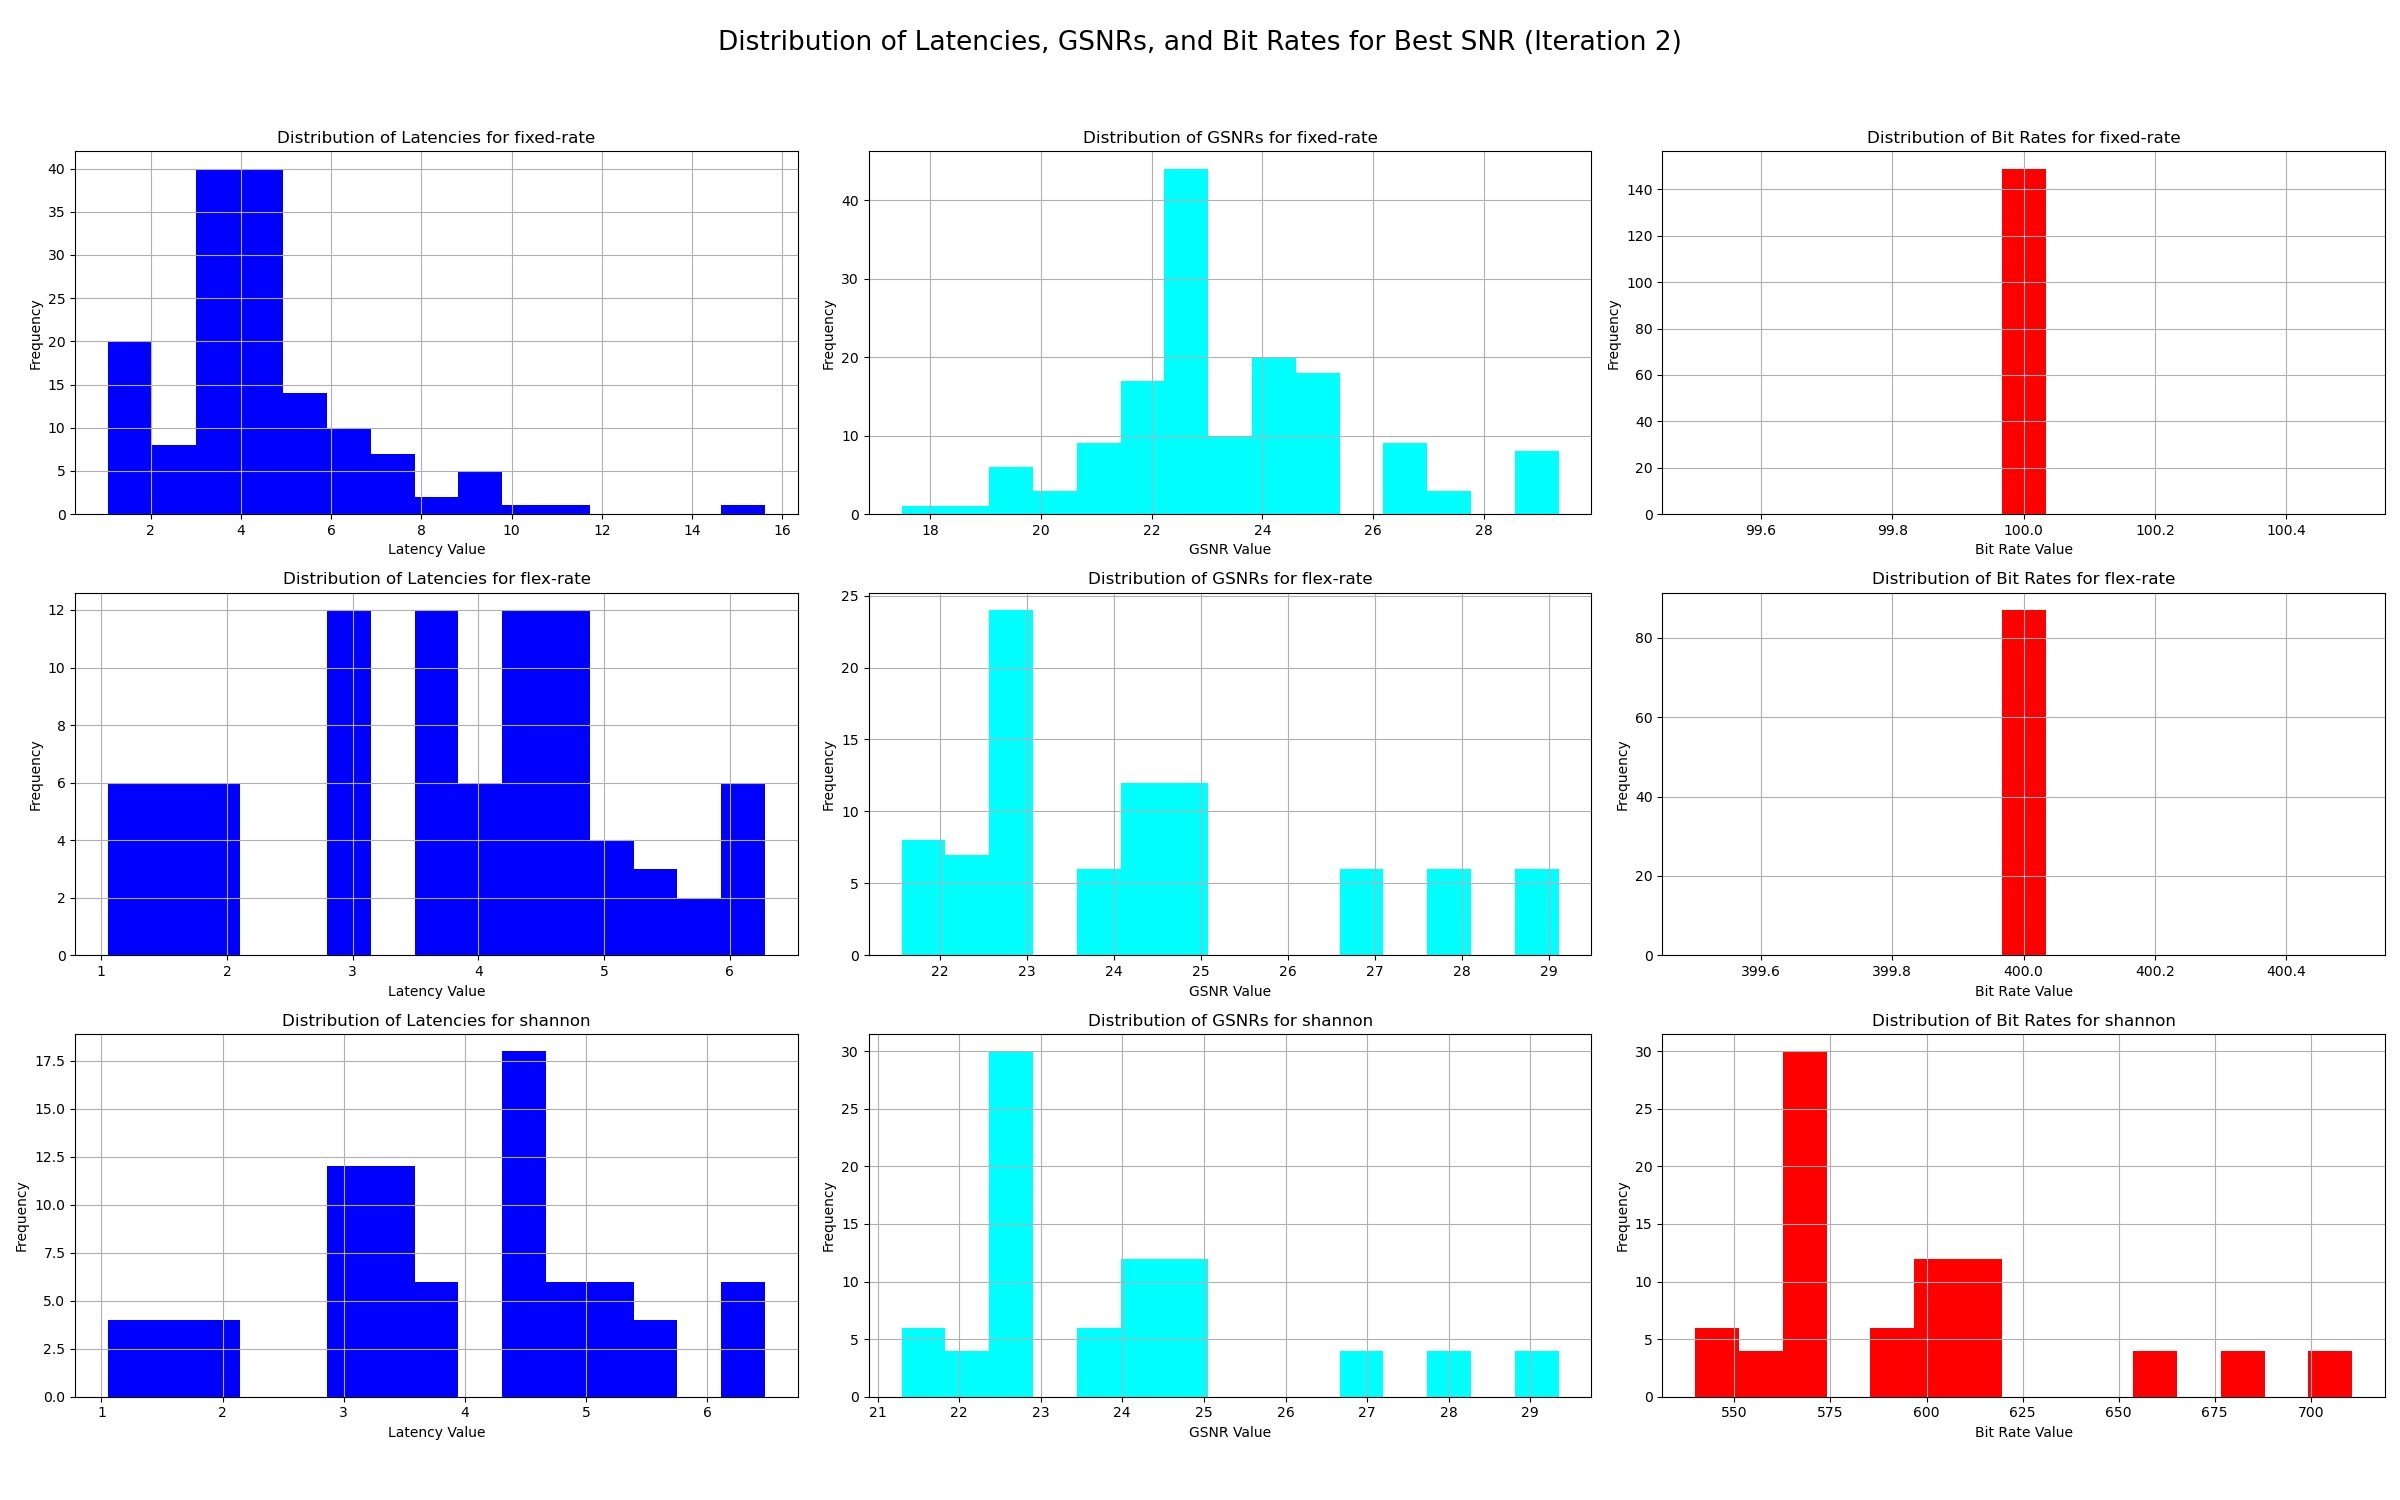 Distribution of Latencies, GSNRs, and Bit Rates for Best SNR (Iteration 2)
Distribution of Latencies for fixed-rate
Frequency
40
35
30
25
20
15
10
5
0
2 4 6 8 10 12 14 16
Latency Value
Distribution of GSNRs for fixed-rate
Frequency
40
30
20
10
0
18 20 22 24 26 28
GSNR Value
Distribution of Bit Rates for fixed-rate
Frequency
140
120
100
80
60
40
20
0
99.6 99.8 100.0 100.2 100.4
Bit Rate Value
Distribution of Latencies for flex-rate
Frequency
12
10
8
6
4
2
0
1 2 3 4 5 6
Latency Value
Distribution of GSNRs for flex-rate
Frequency
25
20
15
10
5
0
22 23 24 25 26 27 28 29
GSNR Value
Distribution of Bit Rates for flex-rate
Frequency
80
60
40
20
0
399.6 399.8 400.0 400.2 400.4
Bit Rate Value
Distribution of Latencies for shannon
Frequency
17.5
15.0
12.5
10.0
7.5
5.0
2.5
0.0
1 2 3 4 5 6
Latency Value
Distribution of GSNRs for shannon
Frequency
30
25
20
15
10
5
0
21 22 23 24 25 26 27 28 29
GSNR Value
Distribution of Bit Rates for shannon
Frequency
30
25
20
15
10
5
0
550 575 600 625 650 675 700
Bit Rate Value